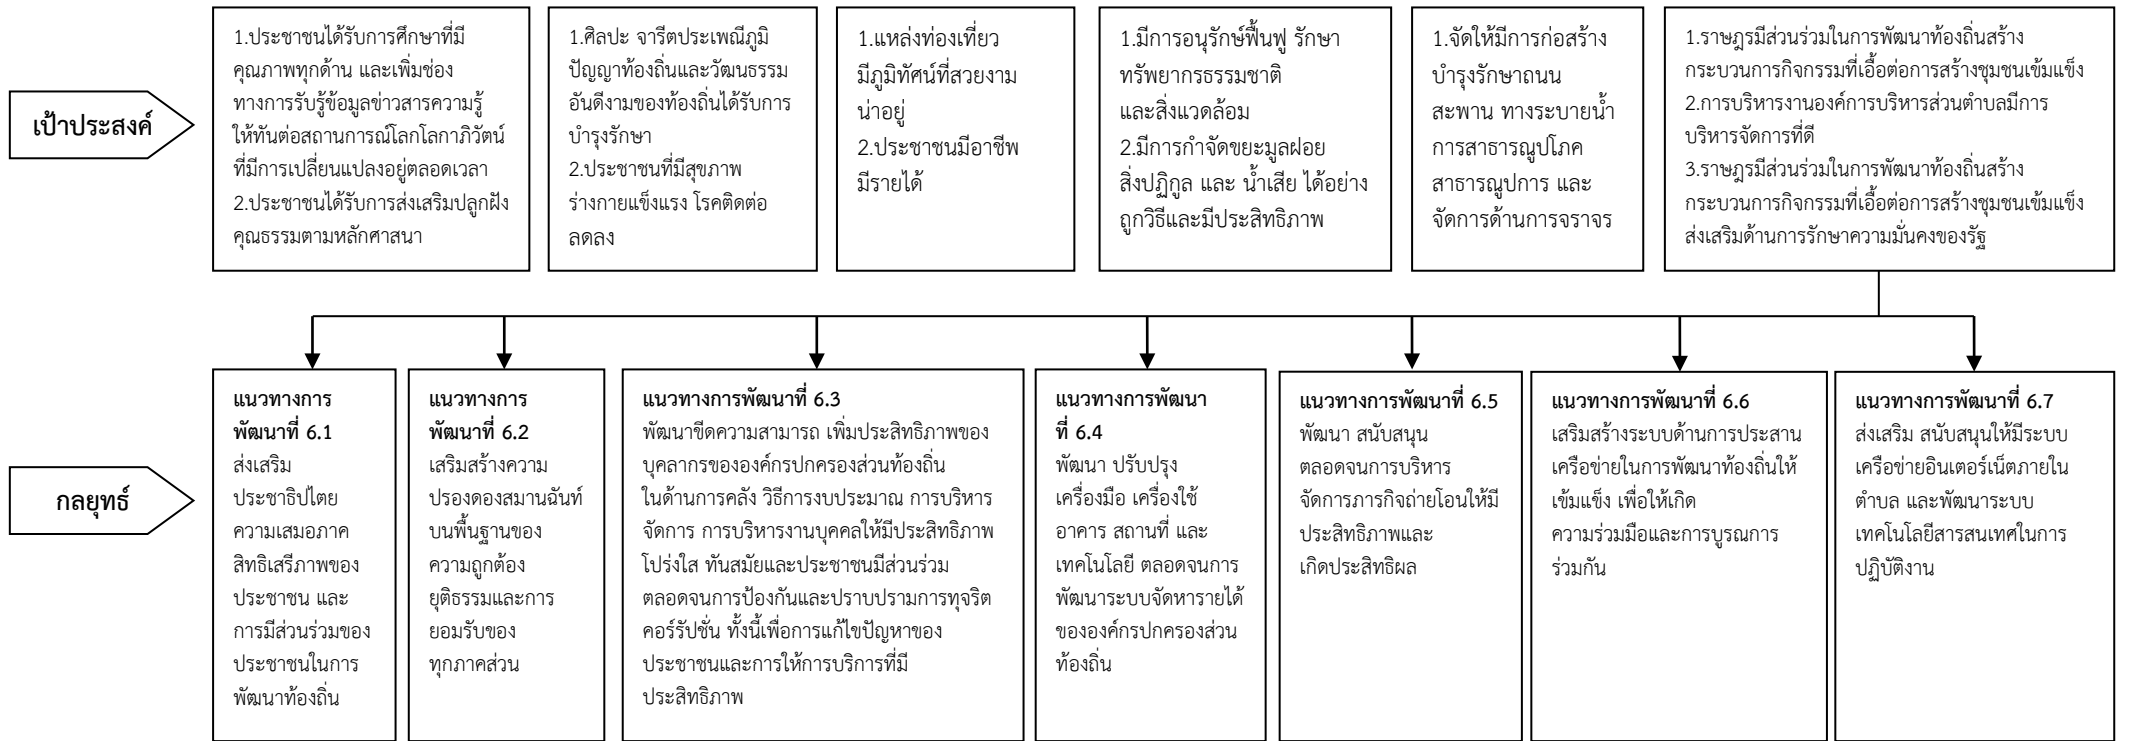 เป้าประสงค์
1.ประชาชนได้รับการศึกษาที่มี
คุณภาพทุกด้าน และเพิ่มช่อง
ทางการรับรู้ข้อมูลข่าวสารความรู้
ให้ทันต่อสถานการณ์โลกโลกาภิวัตน์
ที่มีการเปลี่ยนแปลงอยู่ตลอดเวลา
2.ประชาชนได้รับการส่งเสริมปลูกฝัง
คุณธรรมตามหลักศาสนา
1.ศิลปะ จารีตประเพณีภูมิ
ปัญญาท้องถิ่นและวัฒนธรรม
อันดีงามของท้องถิ่นได้รับการ
บำรุงรักษา
2.ประชาชนที่มีสุขภาพ
ร่างกายแข็งแรง โรคติดต่อ
ลดลง
1.แหล่งท่องเที่ยว
มีภูมิทัศน์ที่สวยงาม
น่าอยู่
2.ประชาชนมีอาชีพ
มีรายได้
1.มีการอนุรักษ์ฟื้นฟู รักษา
ทรัพยากรธรรมชาติ
และสิ่งแวดล้อม
2.มีการกำจัดขยะมูลฝอย
สิ่งปฏิกูล และ น้ำเสีย ได้อย่าง
ถูกวิธีและมีประสิทธิภาพ
1.จัดให้มีการก่อสร้าง
บำรุงรักษาถนน
สะพาน ทางระบายน้ำ
การสาธารณูปโภค
สาธารณูปการ และ
จัดการด้านการจราจร
1.ราษฎรมีส่วนร่วมในการพัฒนาท้องถิ่นสร้าง
กระบวนการกิจกรรมที่เอื้อต่อการสร้างชุมชนเข้มแข็ง
2.การบริหารงานองค์การบริหารส่วนตำบลมีการ
บริหารจัดการที่ดี
3.ราษฎรมีส่วนร่วมในการพัฒนาท้องถิ่นสร้าง
กระบวนการกิจกรรมที่เอื้อต่อการสร้างชุมชนเข้มแข็ง
ส่งเสริมด้านการรักษาความมั่นคงของรัฐ
กลยุทธ์
แนวทางการ
พัฒนาที่ 6.1
ส่งเสริม
ประชาธิปไตย
ความเสมอภาค
สิทธิเสรีภาพของ
ประชาชน และ
การมีส่วนร่วมของ
ประชาชนในการ
พัฒนาท้องถิ่น
แนวทางการ
พัฒนาที่ 6.2
เสริมสร้างความ
ปรองดองสมานฉันท์
บนพื้นฐานของ
ความถูกต้อง
ยุติธรรมและการ
ยอมรับของ
ทุกภาคส่วน
แนวทางการพัฒนาที่ 6.3
พัฒนาขีดความสามารถ เพิ่มประสิทธิภาพของ
บุคลากรขององค์กรปกครองส่วนท้องถิ่น
ในด้านการคลัง วิธีการงบประมาณ การบริหาร
จัดการ การบริหารงานบุคคลให้มีประสิทธิภาพ
โปร่งใส ทันสมัยและประชาชนมีส่วนร่วม
ตลอดจนการป้องกันและปราบปรามการทุจริต
คอร์รัปชั่น ทั้งนี้เพื่อการแก้ไขปัญหาของ
ประชาชนและการให้การบริการที่มี
ประสิทธิภาพ
แนวทางการพัฒนา
ที่ 6.4
พัฒนา ปรับปรุง
เครื่องมือ เครื่องใช้
อาคาร สถานที่ และ
เทคโนโลยี ตลอดจนการ
พัฒนาระบบจัดหารายได้
ขององค์กรปกครองส่วน
ท้องถิ่น
แนวทางการพัฒนาที่ 6.5
พัฒนา สนับสนุน
ตลอดจนการบริหาร
จัดการภารกิจถ่ายโอนให้มี
ประสิทธิภาพและ
เกิดประสิทธิผล
แนวทางการพัฒนาที่ 6.6
เสริมสร้างระบบด้านการประสาน
เครือข่ายในการพัฒนาท้องถิ่นให้
เข้มแข็ง เพื่อให้เกิด
ความร่วมมือและการบูรณการ
ร่วมกัน
แนวทางการพัฒนาที่ 6.7
ส่งเสริม สนับสนุนให้มีระบบ
เครือข่ายอินเตอร์เน็ตภายใน
ตำบล และพัฒนาระบบ
เทคโนโลยีสารสนเทศในการ
ปฏิบัติงาน